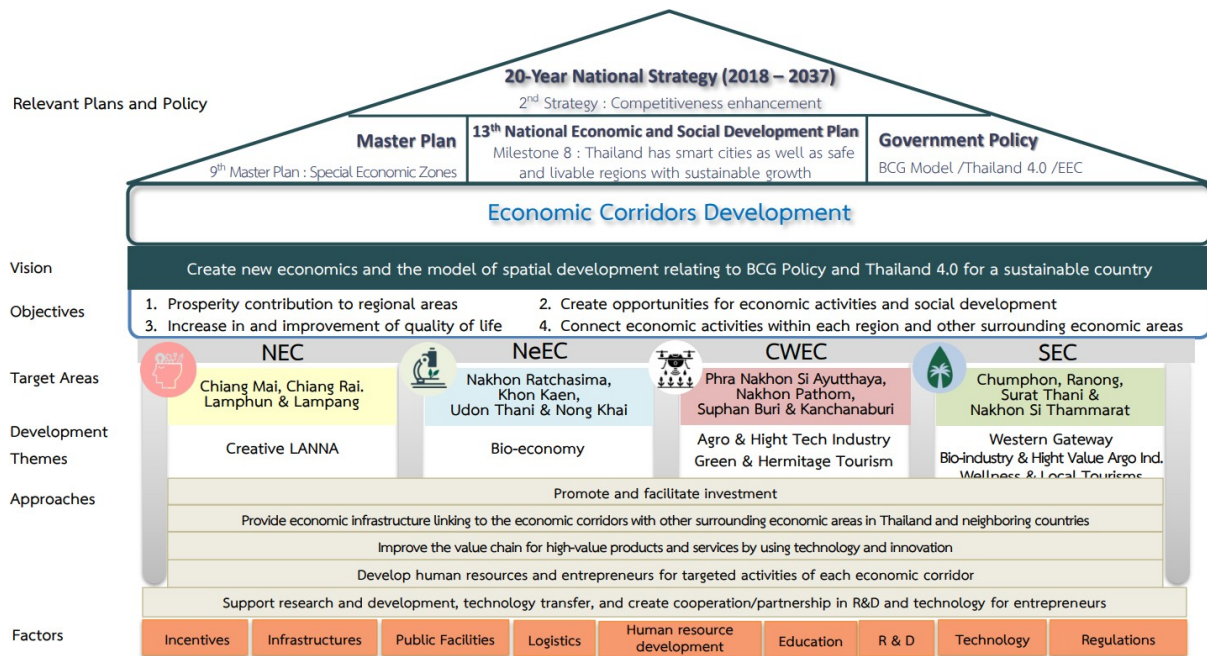 20-Year National Strategy (2018 – 2037)
Relevant Plans and Policy
2nd Strategy : Competitiveness enhancement
Master Plan
9th Master Plan : Special Economic Zones
13th National Economic and Social Development Plan
Milestone 8 : Thailand has smart cities as well as safe
and livable regions with sustainable growth
Government Policy
BCG Model /Thailand 4.0 /EEC
Economic Corridors Development
Vision
Create new economics and the model of spatial development relating to BCG Policy and Thailand 4.0 for a sustainable country
Objectives
1. Prosperity contribution to regional areas
2. Create opportunities for economic activities and social development
3. Increase in and improvement of quality of life
4. Connect economic activities within each region and other surrounding economic areas
NEC
NeEC
CWEC
SEC
Target Areas
Chiang Mai, Chiang Rai.
Lamphun & Lampang
Nakhon Ratchasima,
Khon Kaen,
Udon Thani & Nong Khai
Phra Nakhon Si Ayutthaya,
Nakhon Pathom,
Suphan Buri & Kanchanaburi
Chumphon, Ranong,
Surat Thani &
Nakhon Si Thammarat
Development
Themes
Creative LANNA
Bio-economy
Agro & Hight Tech Industry
Green & Hermitage Tourism
Western Gateway
Bio-industry & Hight Value Argo Ind.
Wellness & Local Tourisms
Approaches
Promote and facilitate investment
Provide economic infrastructure linking to the economic corridors with other surrounding economic areas in Thailand and neighboring countries
Improve the value chain for high-value products and services by using technology and innovation
Develop human resources and entrepreneurs for targeted activities of each economic corridor
Support research and development, technology transfer, and create cooperation/partnership in R&D and technology for entrepreneurs
Factors
Incentives
Infrastructures
Public Facilities
Logistics
Human resource
development
Education
R & D
Technology
Regulations